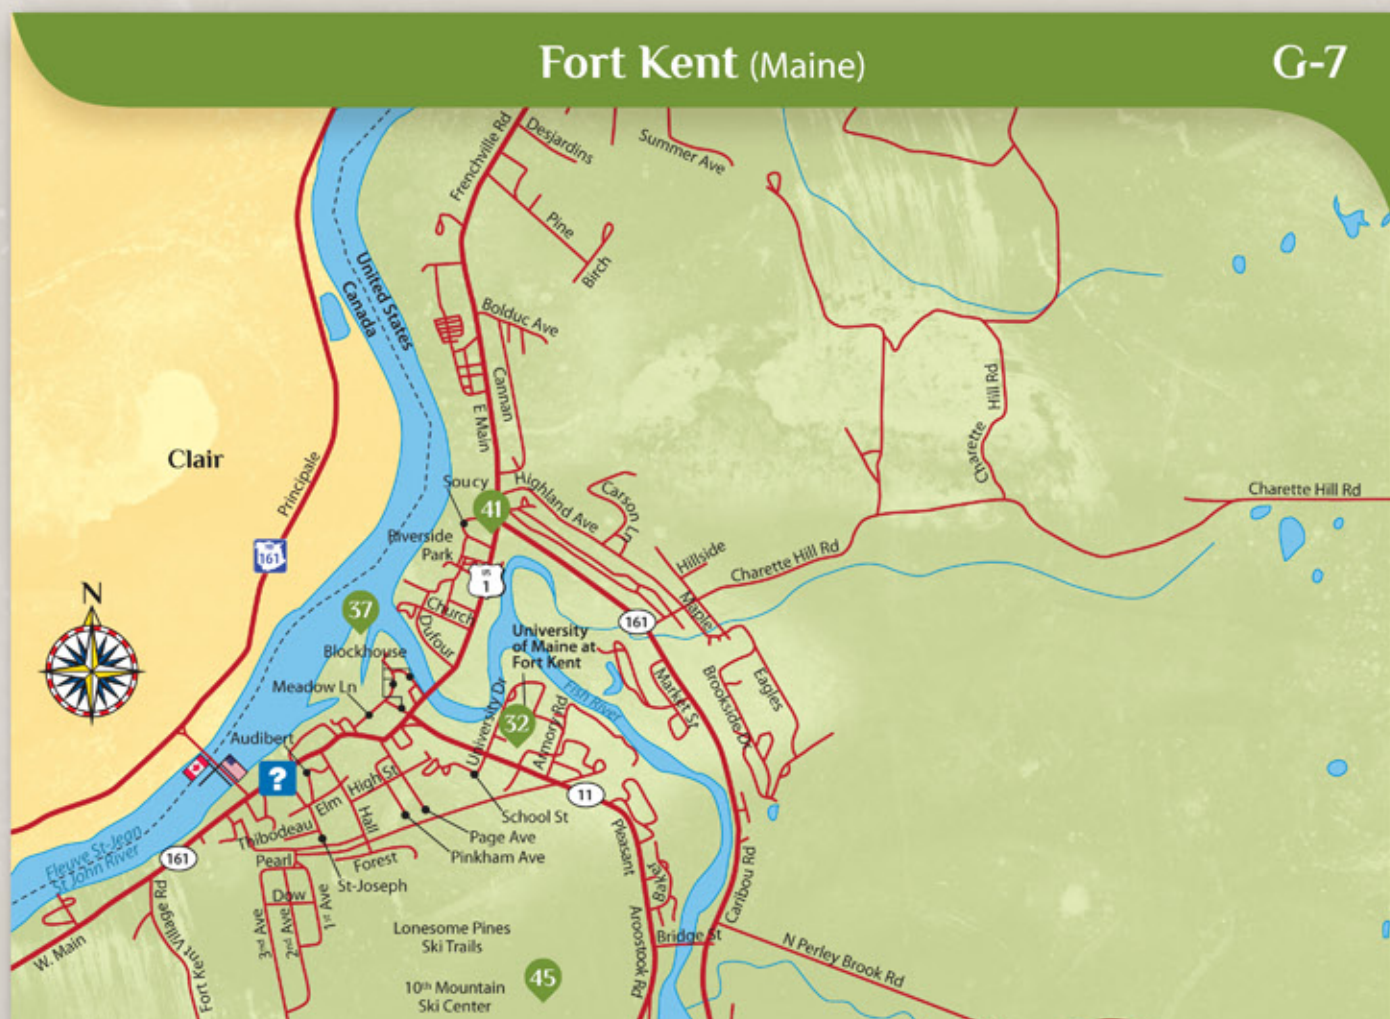 Fort Kent (Maine)
G-7
Frenchville Rd
Desjardins
Summer Ave
Pine
Birch
United States
Canada
Bolduc Ave
Cannan
E Main
Hill Rd
Charette
Clair
Principale
Soucy
41
Highland Ave
Carson Ln
Charette Hill Rd
161
Riverside
Park
Hillside
Charette Hill Rd
US
1
N
37
Church
Dufour
Maple
161
University
of Maine at
Fort Kent
Blockhouse
Meadow Ln
Fish River
Market St
Brookside Dr
Eagles
University Dr
32
Armory Rd
Audibert
?
High St
Elm
Hall
11
School St
Thibodeau
Page Ave
Pinkham Ave
Pleasant
Fleuve St-Jean
St John River
161
Pearl
Forest
St-Joseph
Baker
Caribou Rd
Dow
1st Ave
2nd Ave
3nd Ave
Fort Kent Village Rd
W. Main
Lonesome Pines
Ski Trails
Aroostook Rd
Bridge St
N Perley Brook Rd
45
10th Mountain
Ski Center